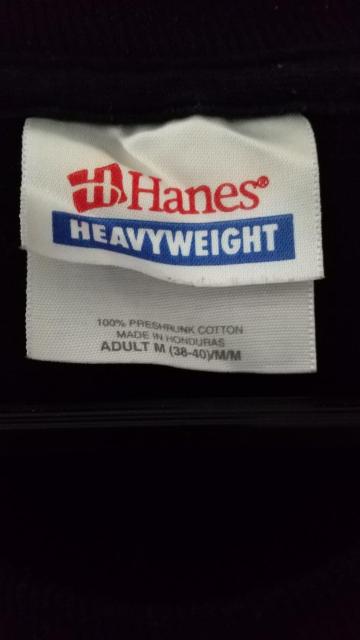 Hanes®
HEAVYWEIGHT
100% PRESHRUNK COTTON
MADE IN HONDURAS
ADULT M (38-40)/M/M